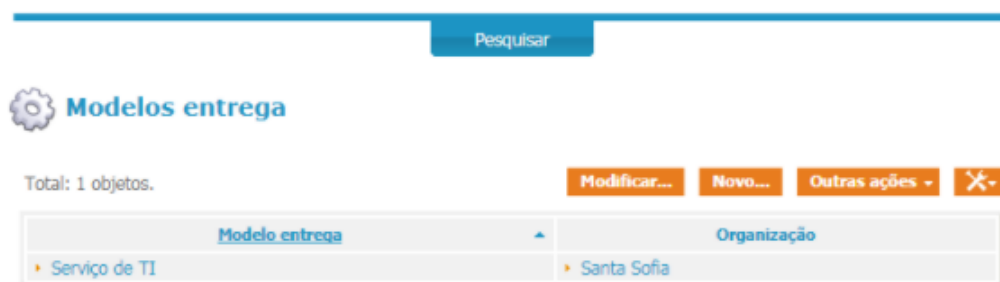 Pesquisar
Modelos entrega
Total: 1 objetos.
Modificar... Novo... Outras ações
Modelo entrega Organização
Serviço de TI Santa Sofia